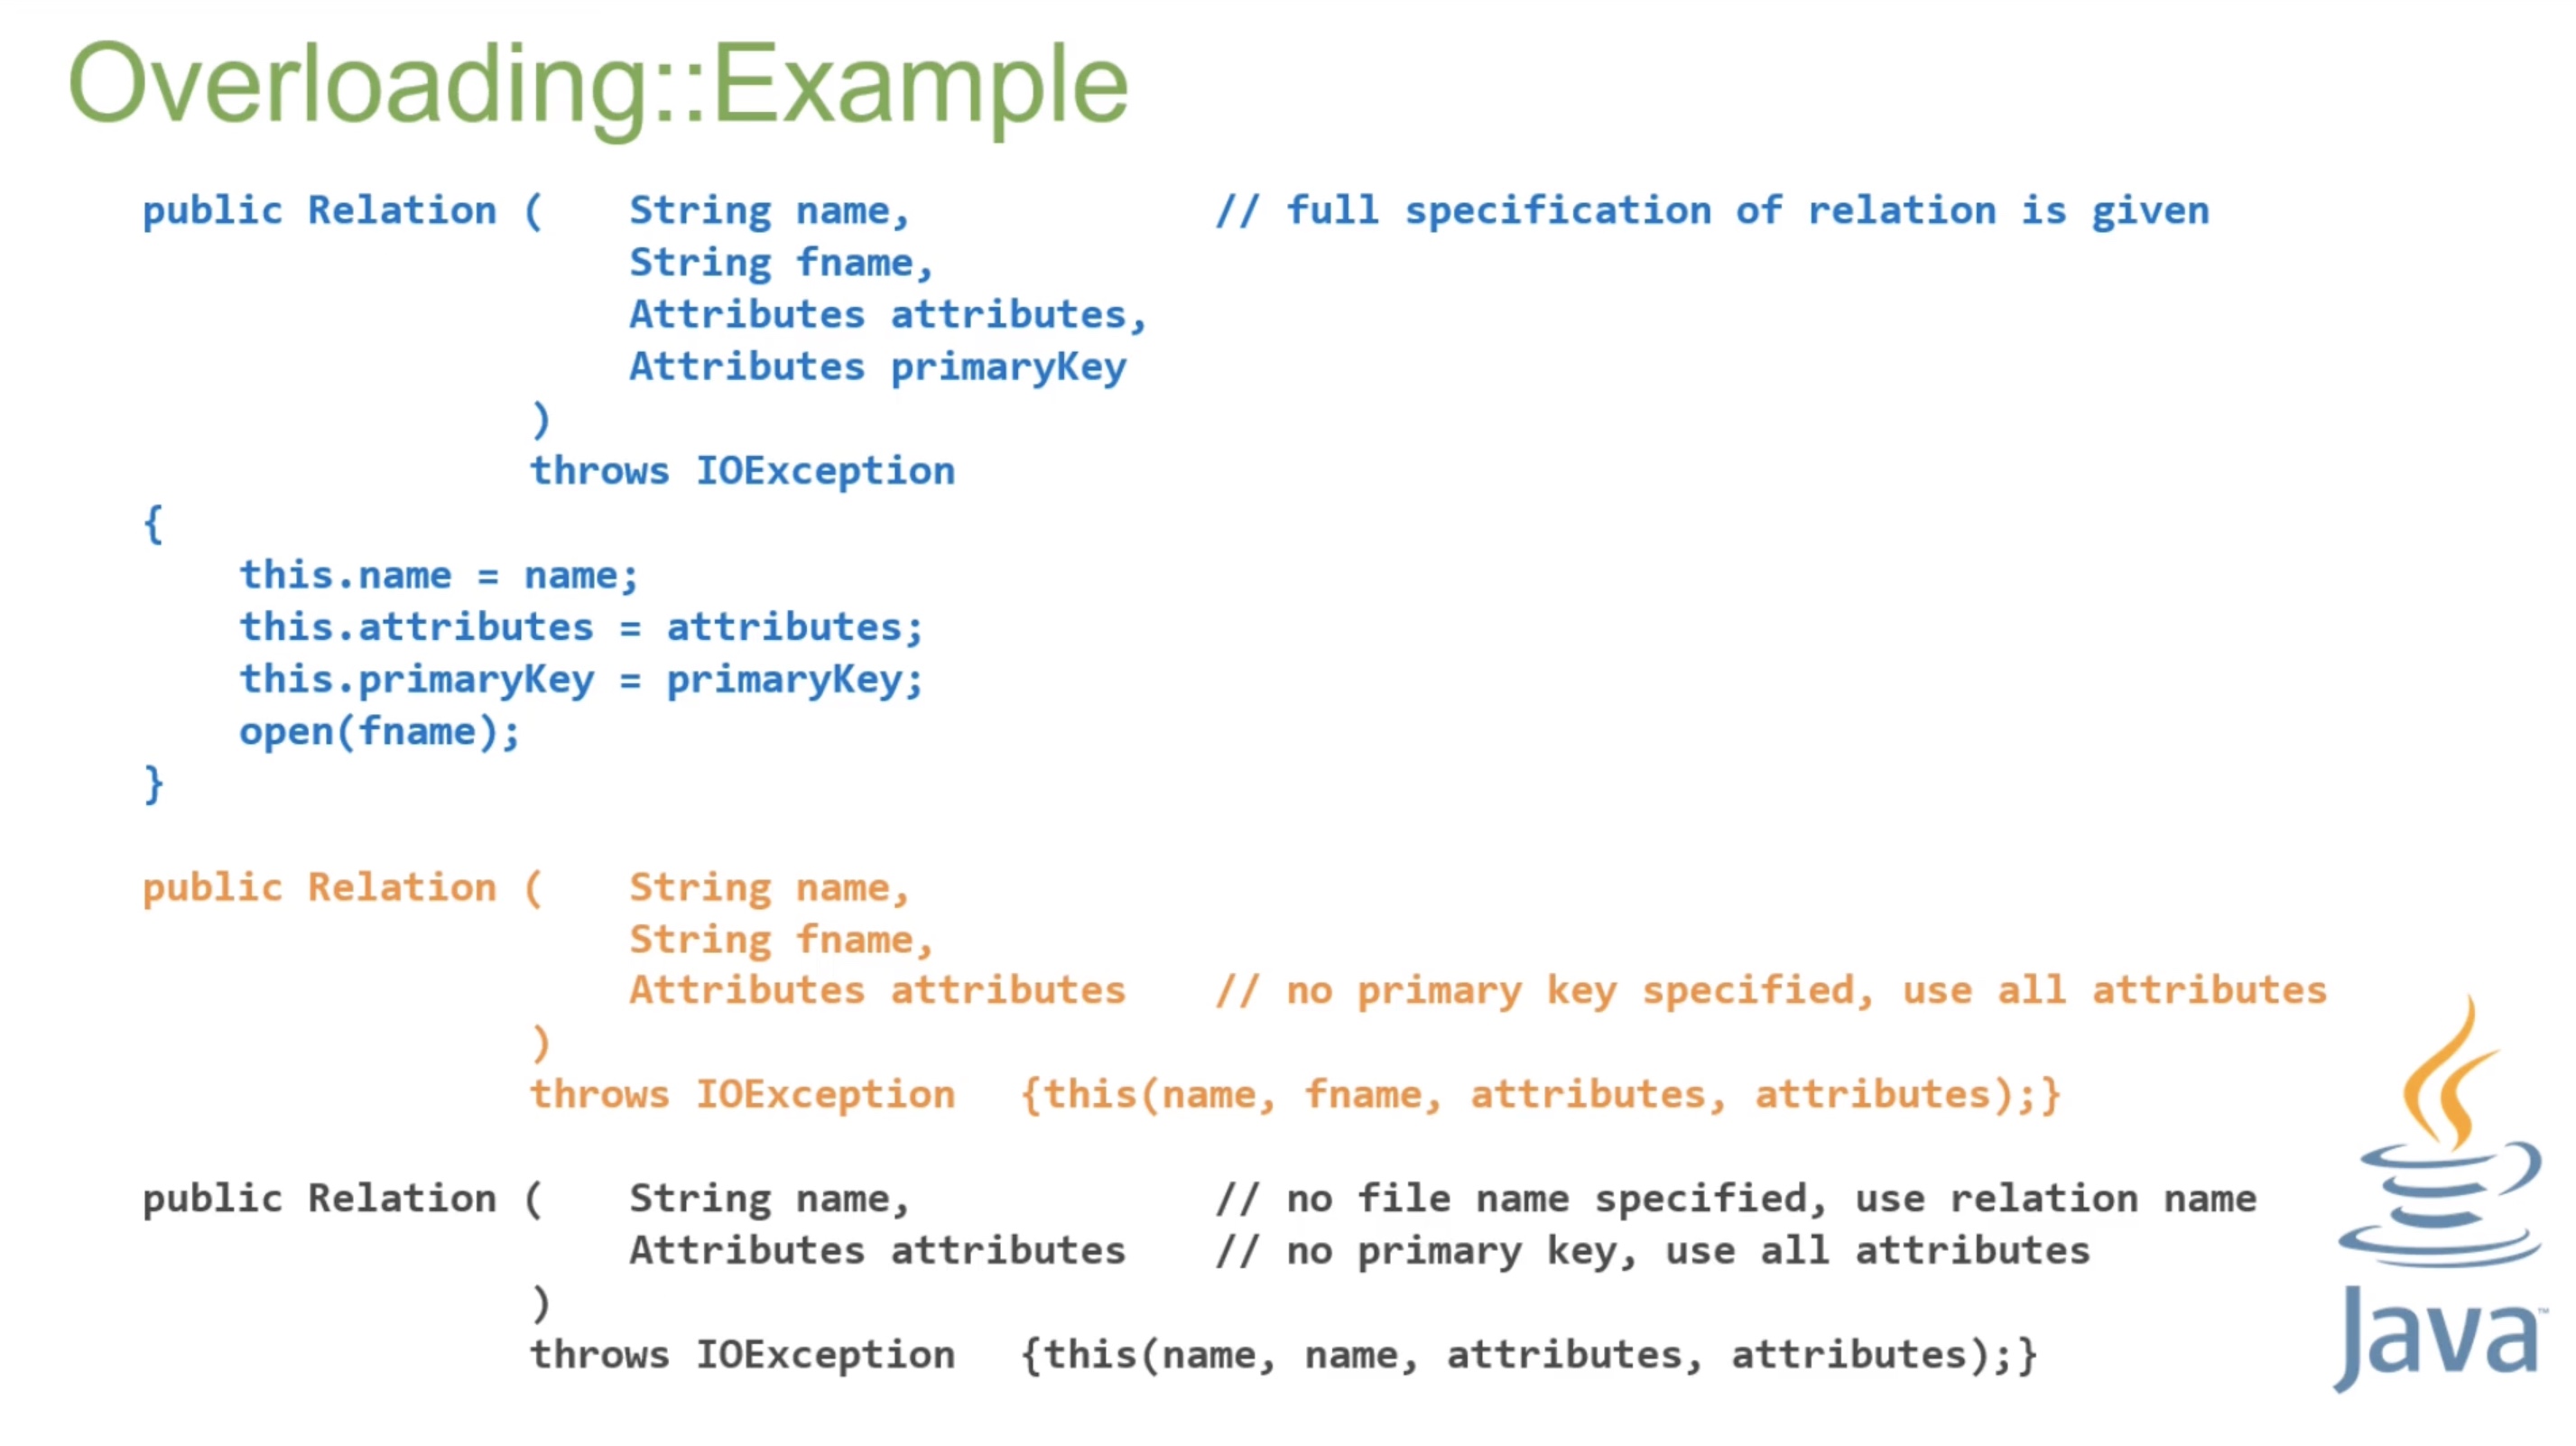 Overloading::Example
public Relation ( String name, // full specification of relation is given
String fname,
Attributes attributes,
Attributes primaryKey
)
throws IOException
{
this.name = name;
this.attributes = attributes;
this.primaryKey = primaryKey;
open(fname);
}
public Relation ( String name,
String fname,
Attributes attributes // no primary key specified, use all attributes
)
throws IOException {this(name, fname, attributes, attributes);}
public Relation ( String name, // no file name specified, use relation name
Attributes attributes // no primary key, use all attributes
)
throws IOException {this(name, name, attributes, attributes);}
Java™